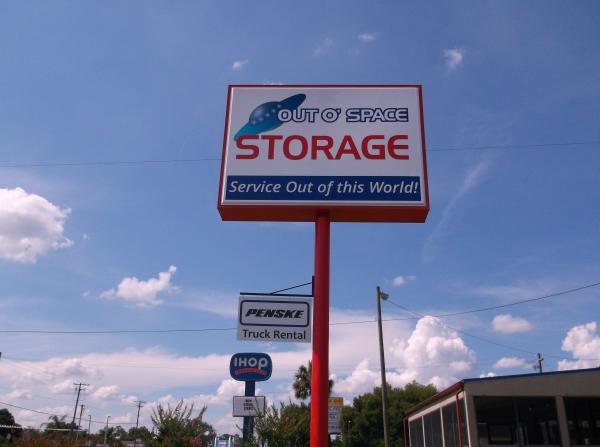 OUT O' SPACE
STORAGE
Service Out of this World!
PENSKE
Truck Rental
IHOP